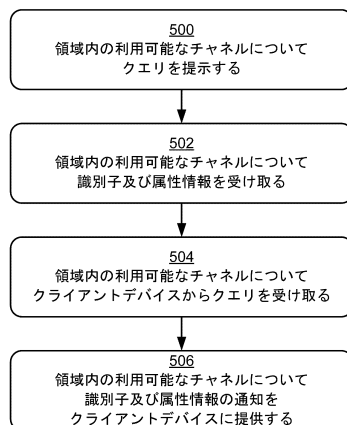 500
領域内の利用可能なチャネルについて
クエリを提示する
502
領域内の利用可能なチャネルについて
識別子及び属性情報を受け取る
504
領域内の利用可能なチャネルについて
クライアントデバイスからクエリを受け取る
506
領域内の利用可能なチャネルについて
識別子及び属性情報の通知を
クライアントデバイスに提供する